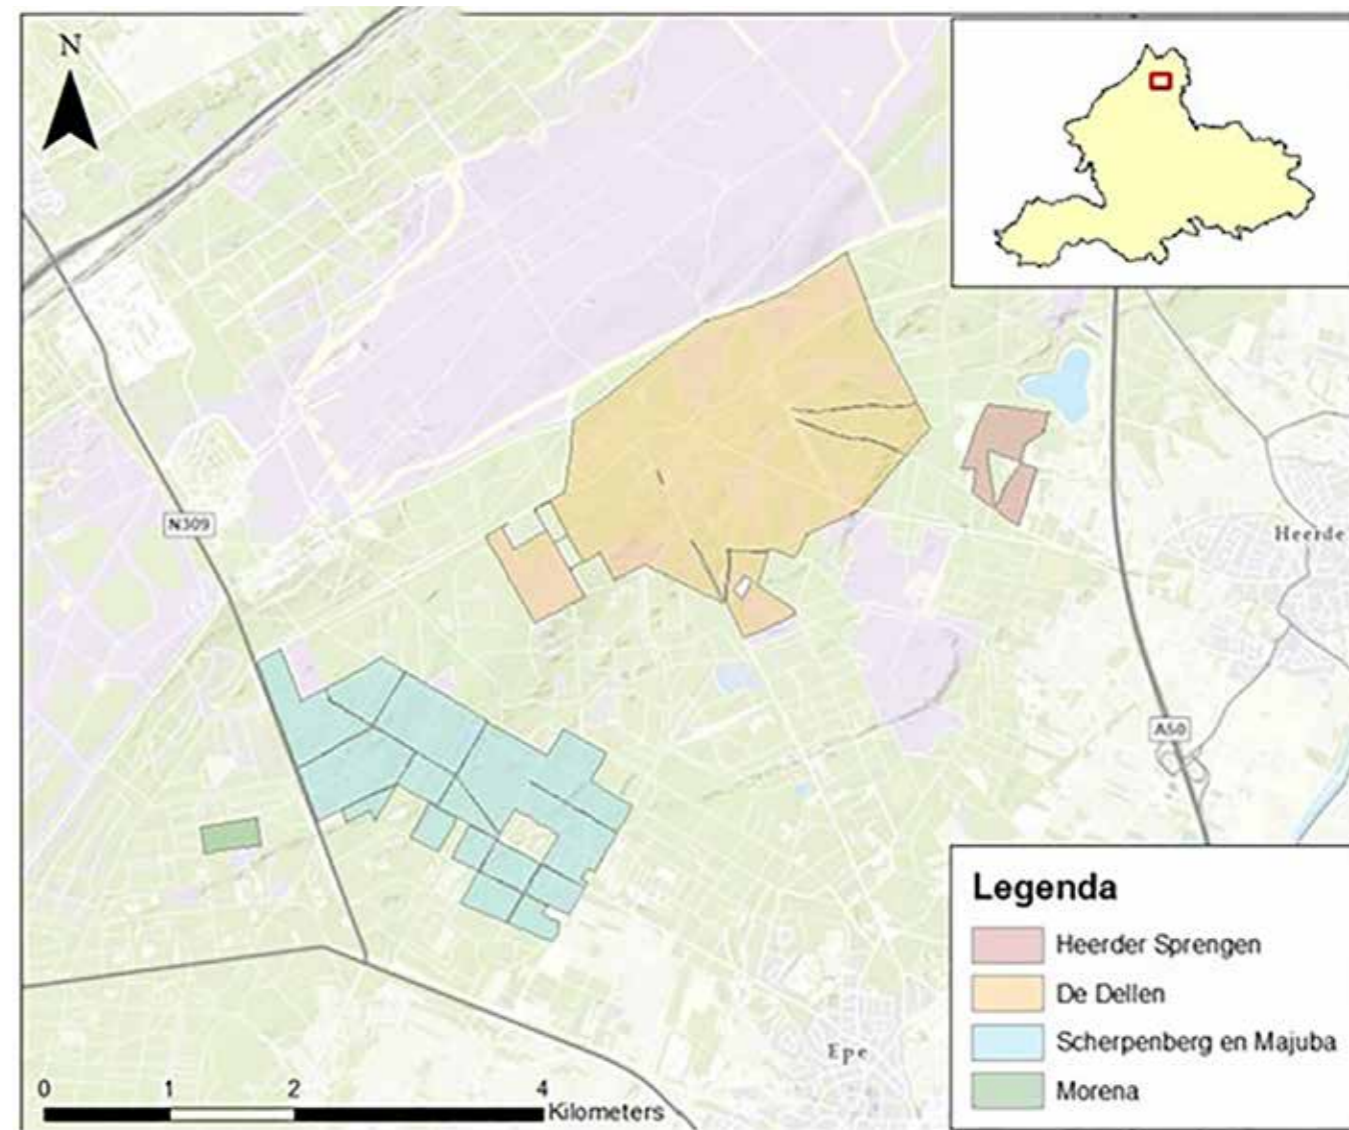 N
N309
Heerde
A50
Epe
0 1 2 4
Kilometers
Legenda
Heerder Sprengen
De Dellen
Scherpenberg en Majuba
Morena